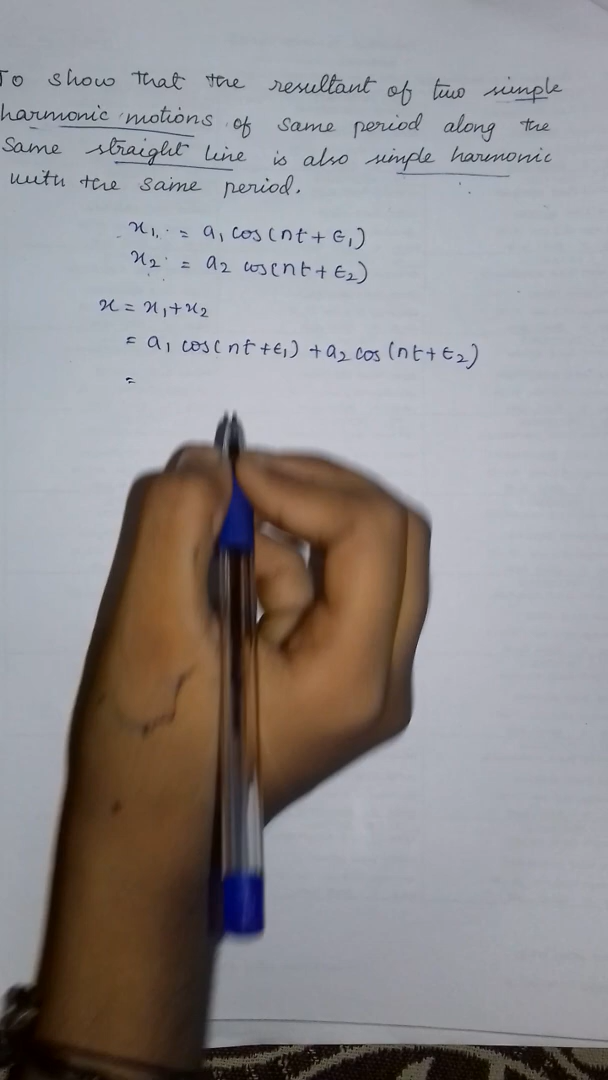 To show that the resultant of two simple
harmonic motions of same period along the
same straight line is also simple harmonic
with the same period.
x₁ = a₁ cos(nt + ϵ₁)
x₂ = a₂ cos(nt + ϵ₂)
x = x₁ + x₂
= a₁ cos(nt + ϵ₁) + a₂ cos(nt + ϵ₂)
=